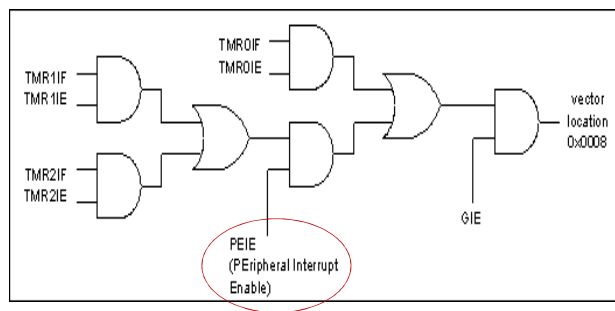 TMR0IF
TMR0IE
TMR1IF
TMR1IE
TMR2IF
TMR2IE
vector
location
0x0008
GIE
PEIE
(PEripheral Interrupt
Enable)